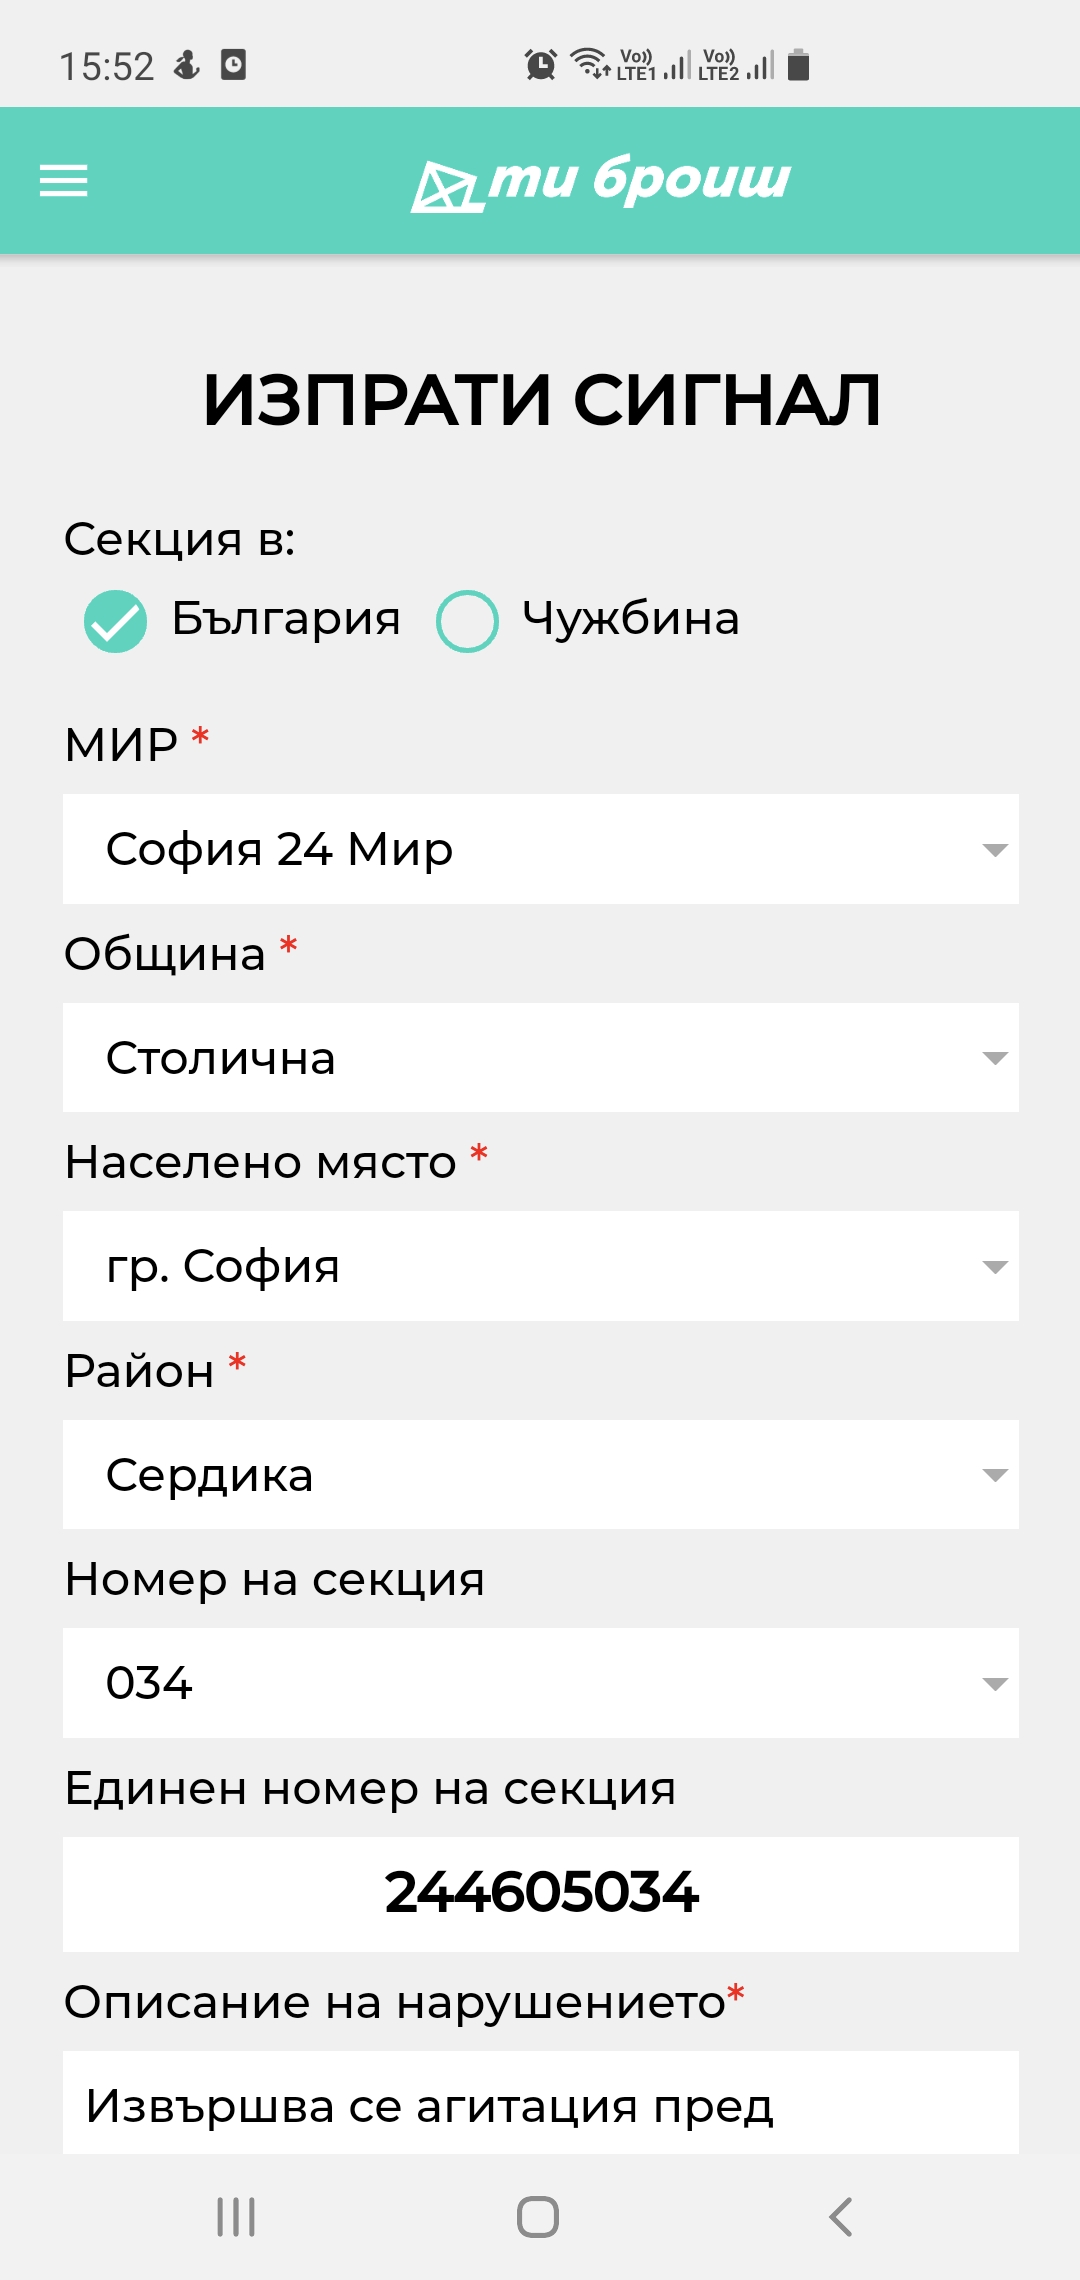 15:52
Vo)) LTE1 Vo)) LTE2
ти броиш
ИЗПРАТИ СИГНАЛ
Секция в:
България Чужбина
МИР *
София 24 Мир
Община *
Столична
Населено място *
гр. София
Район *
Сердика
Номер на секция
034
Единен номер на секция
244605034
Описание на нарушението*
Извършва се агитация пред